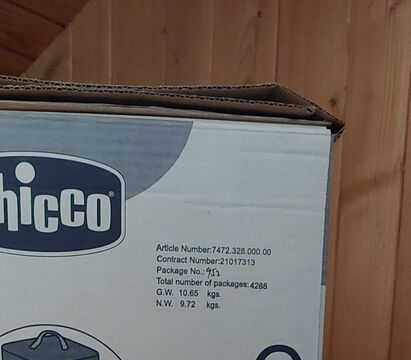 hicco®
Article Number:7472.328.000.00
Contract Number:21017313
Package No.:
Total number of packages:4288
G.W. 10.65 kgs.
N.W. 9.72 kgs.